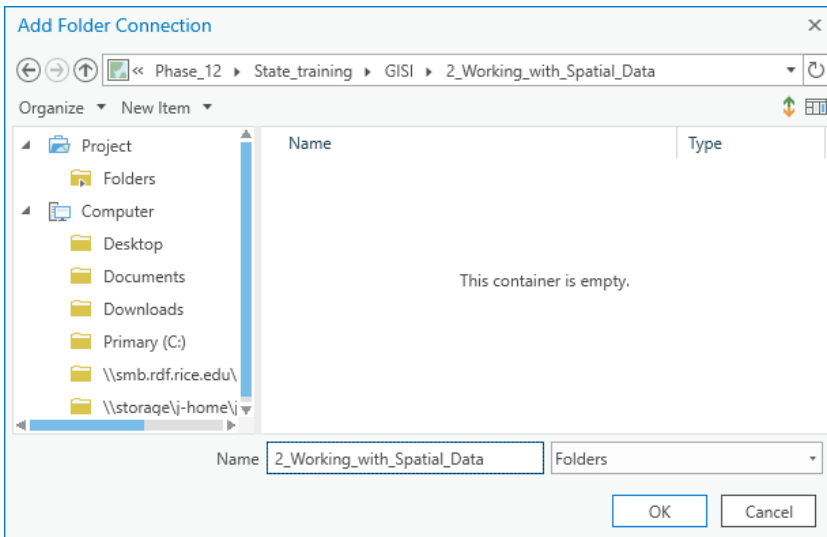 Add Folder Connection
« Phase_12 ▸ State_training ▸ GISI ▸ 2_Working_with_Spatial_Data
Organize New Item
Project
Folders
Computer
Desktop
Documents
Downloads
Primary (C:)
\\smb.rdf.rice.edu\
\\storage\j-home\j
Name Type
This container is empty.
Name 2_Working_with_Spatial_Data Folders
OK Cancel